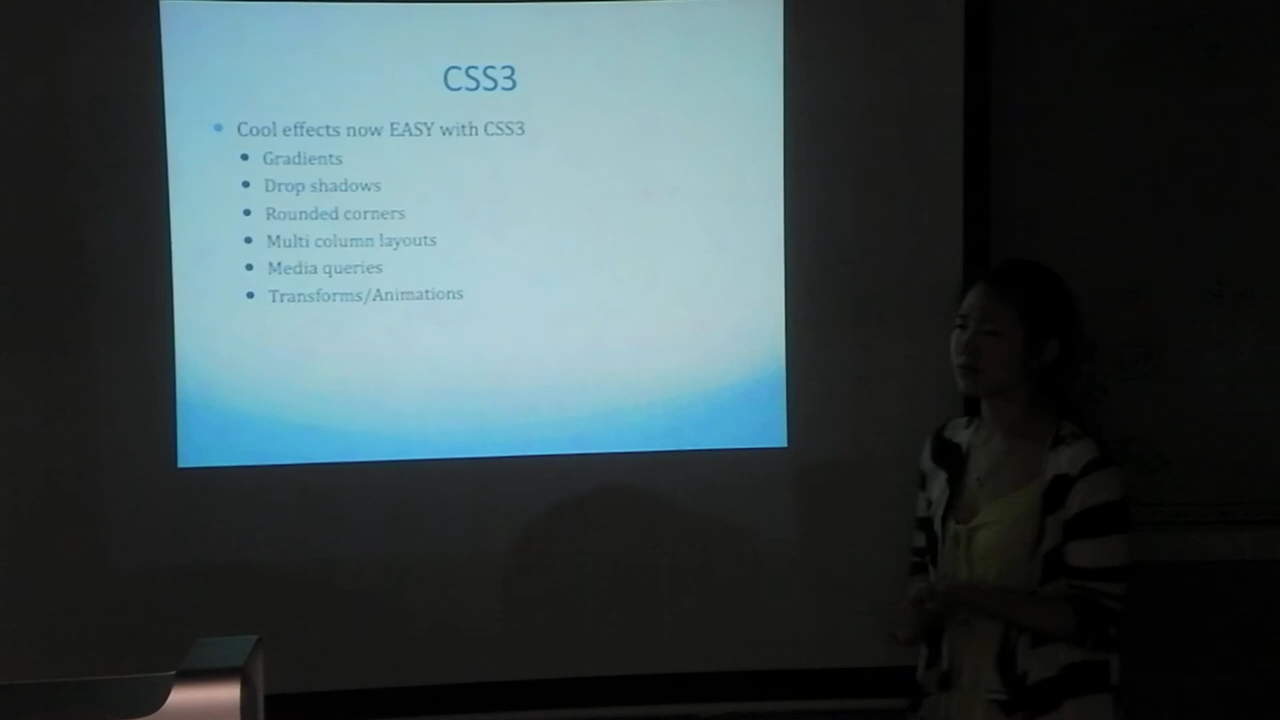 CSS3
Cool effects now EASY with CSS3
Gradients
Drop shadows
Rounded corners
Multi column layouts
Media queries
Transforms/Animations